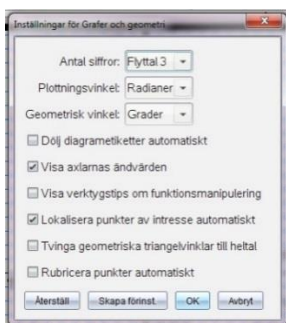 Inställningar för Grafer och geometri
Antal siffror: Flyttal 3
Plottningsvinkel: Radianer
Geometrisk vinkel: Grader
Dölj diagrametiketter automatiskt
Visa axlarnas ändvärden
Visa verktygstips om funktionsmanipulering
Lokalisera punkter av intresse automatiskt
Tvinga geometriska triangelvinklar till heltal
Rubricera punkter automatiskt
Återställ Skapa förinst. OK Avbryt